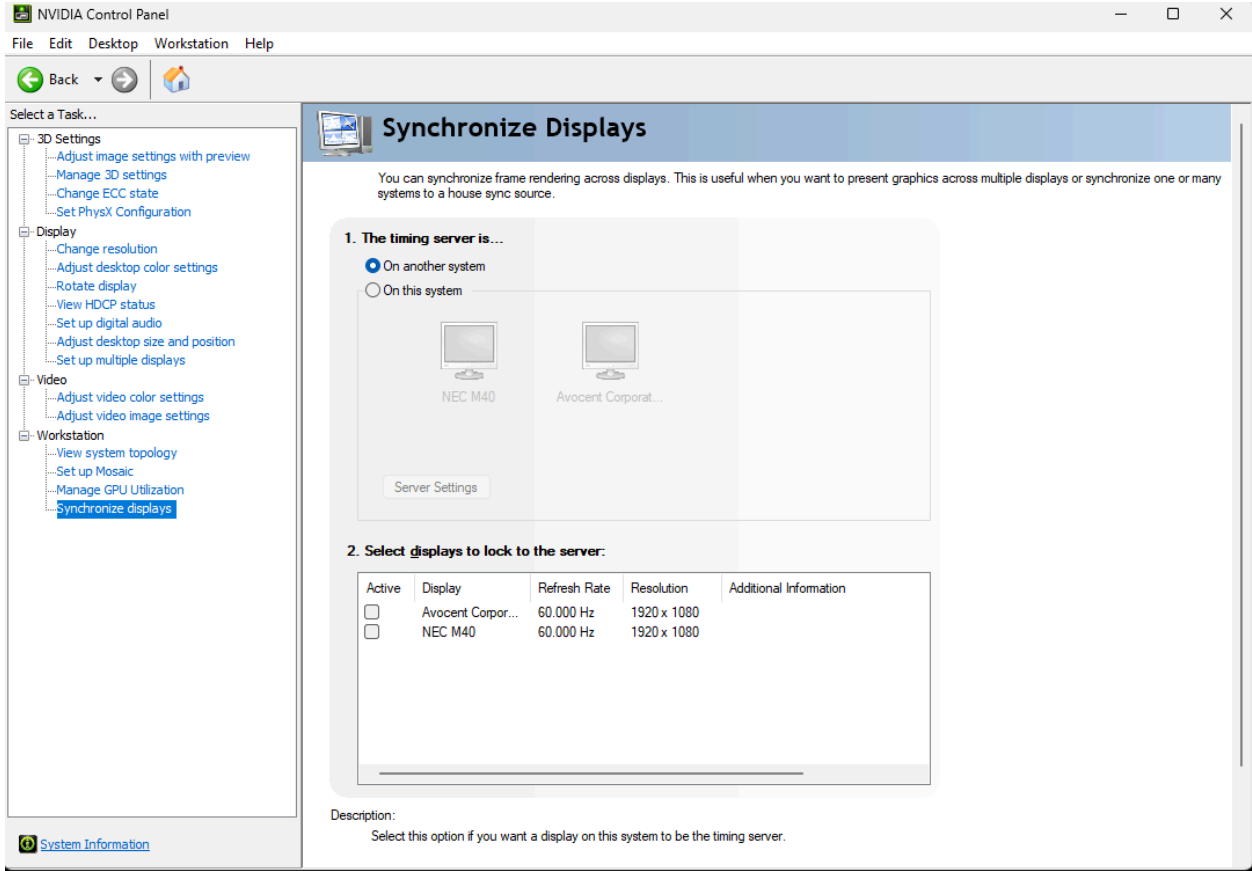 NVIDIA Control Panel
File Edit Desktop Workstation Help
Back
Select a Task...
3D Settings
Adjust image settings with preview
Manage 3D settings
Change ECC state
Set PhysX Configuration
Display
Change resolution
Adjust desktop color settings
Rotate display
View HDCP status
Set up digital audio
Adjust desktop size and position
Set up multiple displays
Video
Adjust video color settings
Adjust video image settings
Workstation
View system topology
Set up Mosaic
Manage GPU Utilization
Synchronize displays
System Information
Synchronize Displays
You can synchronize frame rendering across displays. This is useful when you want to present graphics across multiple displays or synchronize one or many
systems to a house sync source.
1. The timing server is...
On another system
On this system
NEC M40 Avocent Corporat...
Server Settings
2. Select displays to lock to the server:
Active Display Refresh Rate Resolution Additional Information
Avocent Corpor... 60.000 Hz 1920 x 1080
NEC M40 60.000 Hz 1920 x 1080
Description:
Select this option if you want a display on this system to be the timing server.